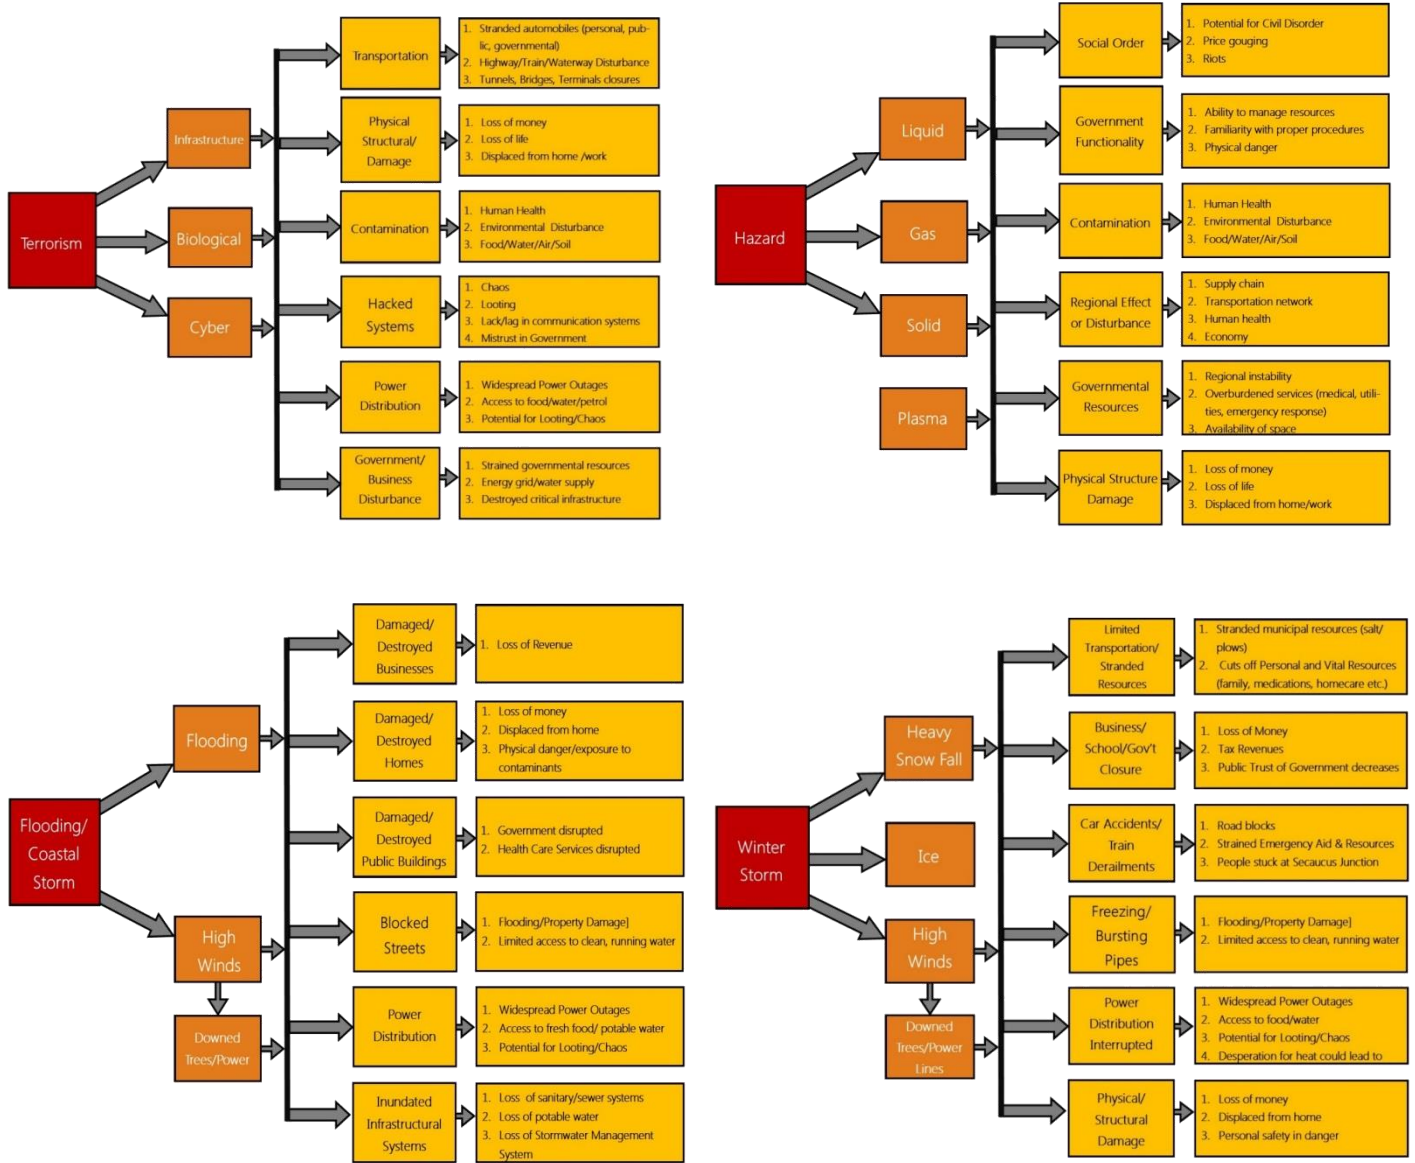 Terrorism
Infrastructure
Biological
Cyber
Transportation
1. Stranded automobiles (personal, pub-
lic, governmental)
2. Highway/Train/Waterway Disturbance
3. Tunnels, Bridges, Terminals closures
Physical
Structural/
Damage
1. Loss of money
2. Loss of life
3. Displaced from home /work
Contamination
1. Human Health
2. Environmental Disturbance
3. Food/Water/Air/Soil
Hacked
Systems
1. Chaos
2. Looting
3. Lack/lag in communication systems
4. Mistrust in Government
Power
Distribution
1. Widespread Power Outages
2. Access to food/water/petrol
3. Potential for Looting/Chaos
Government/
Business
Disturbance
1. Strained governmental resources
2. Energy grid/water supply
3. Destroyed critical infrastructure
Hazard
Liquid
Gas
Solid
Plasma
Social Order
1. Potential for Civil Disorder
2. Price gouging
3. Riots
Government
Functionality
1. Ability to manage resources
2. Familiarity with proper procedures
3. Physical danger
Contamination
1. Human Health
2. Environmental Disturbance
3. Food/Water/Air/Soil
Regional Effect
or Disturbance
1. Supply chain
2. Transportation network
3. Human health
4. Economy
Governmental
Resources
1. Regional instability
2. Overburdened services (medical, utili-
ties, emergency response)
3. Availability of space
Physical Structure
Damage
1. Loss of money
2. Loss of life
3. Displaced from home/work
Flooding/
Coastal
Storm
Flooding
High
Winds
Downed
Trees/Power
Damaged/
Destroyed
Businesses
1. Loss of Revenue
Damaged/
Destroyed
Homes
1. Loss of money
2. Displaced from home
3. Physical danger/exposure to
contaminants
Damaged/
Destroyed
Public Buildings
1. Government disrupted
2. Health Care Services disrupted
Blocked
Streets
1. Flooding/Property Damage]
2. Limited access to clean, running water
Power
Distribution
1. Widespread Power Outages
2. Access to fresh food/ potable water
3. Potential for Looting/Chaos
Inundated
Infrastructural
Systems
1. Loss of sanitary/sewer systems
2. Loss of potable water
3. Loss of Stormwater Management
System
Winter
Storm
Heavy
Snow Fall
Ice
High
Winds
Downed
Trees/Power
Lines
Limited
Transportation/
Stranded
Resources
1. Stranded municipal resources (salt/
plows)
2. Cuts off Personal and Vital Resources
(family, medications, homecare etc.)
Business/
School/Gov't
Closure
1. Loss of Money
2. Tax Revenues
3. Public Trust of Government decreases
Car Accidents/
Train
Derailments
1. Road blocks
2. Strained Emergency Aid & Resources
3. People stuck at Secaucus Junction
Freezing/
Bursting
Pipes
1. Flooding/Property Damage]
2. Limited access to clean, running water
Power
Distribution
Interrupted
1. Widespread Power Outages
2. Access to food/water
3. Potential for Looting/Chaos
4. Desperation for heat could lead to
Physical/
Structural
Damage
1. Loss of money
2. Displaced from home
3. Personal safety in danger